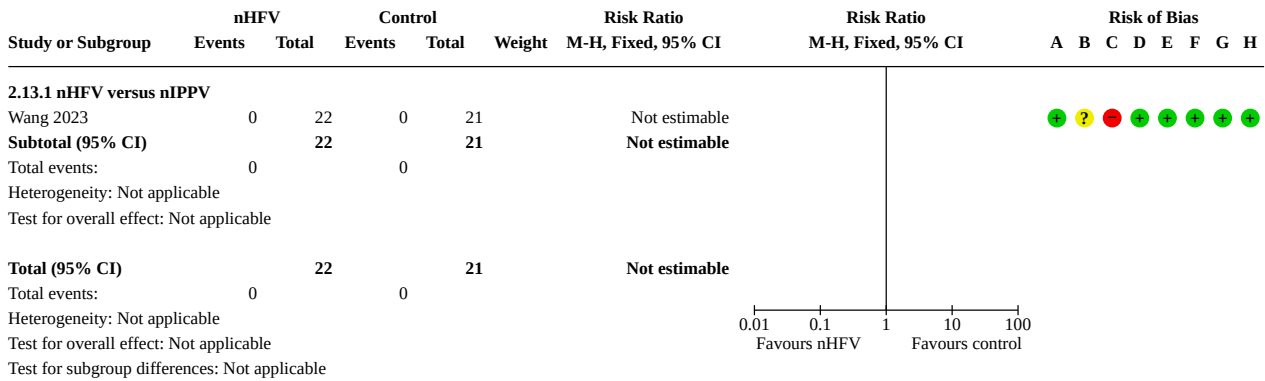 nHFV Control Risk Ratio Risk Ratio Risk of Bias
Study or Subgroup Events Total Events Total Weight M-H, Fixed, 95% CI M-H, Fixed, 95% CI A B C D E F G H
2.13.1 nHFV versus nIPPV
Wang 2023 0 22 0 21 Not estimable + ? − + + + + +
Subtotal (95% CI) 22 21 Not estimable
Total events: 0 0
Heterogeneity: Not applicable
Test for overall effect: Not applicable
Total (95% CI) 22 21 Not estimable
Total events: 0 0
Heterogeneity: Not applicable
0.01 0.1 1 10 100
Test for overall effect: Not applicable Favours nHFV Favours control
Test for subgroup differences: Not applicable